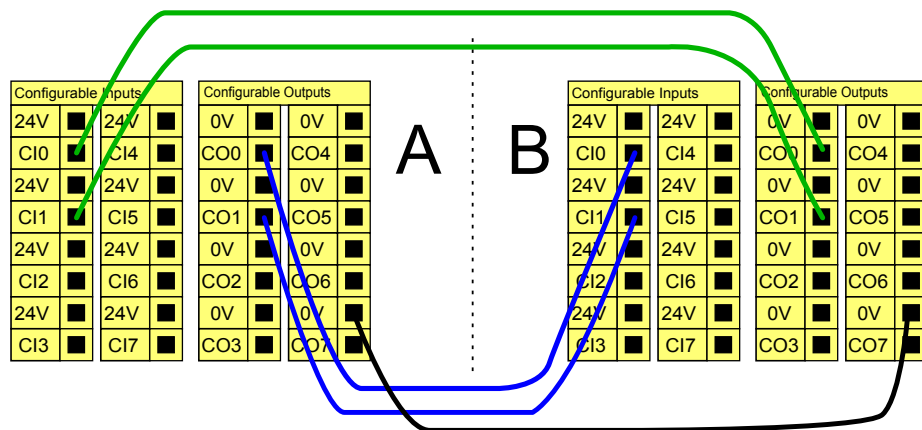 A B
Configurable Inputs Configurable Outputs Configurable Inputs Configurable Outputs
24V 24V 0V 0V 24V 24V 0V 0V
CI0 CI4 CO0 CO4 CI0 CI4 CO0 CO4
24V 24V 0V 0V 24V 24V 0V 0V
CI1 CI5 CO1 CO5 CI1 CI5 CO1 CO5
24V 24V 0V 0V 24V 24V 0V 0V
CI2 CI6 CO2 CO6 CI2 CI6 CO2 CO6
24V 24V 0V 0V 24V 24V 0V 0V
CI3 CI7 CO3 CO7 CI3 CI7 CO3 CO7